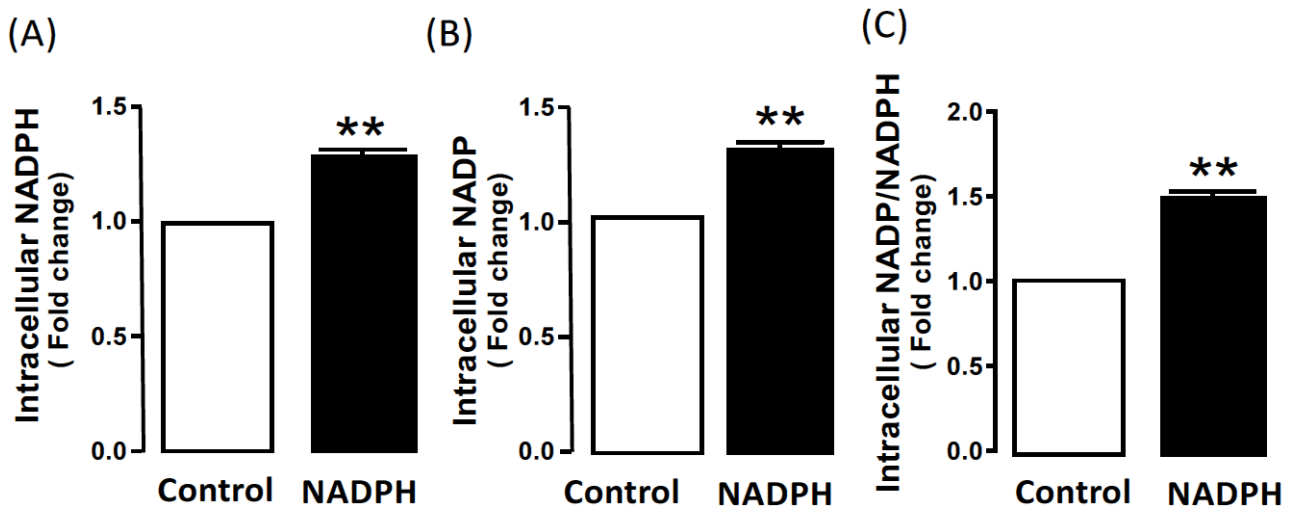 (A)
Intracellular NADPH
( Fold change)
1.5
1.0
0.5
0.0
**
Control
NADPH
(B)
Intracellular NADP
( Fold change)
1.5
1.0
0.5
0.0
**
Control
NADPH
(C)
Intracellular NADP/NADPH
( Fold change)
2.0
1.5
1.0
0.5
0.0
**
Control
NADPH